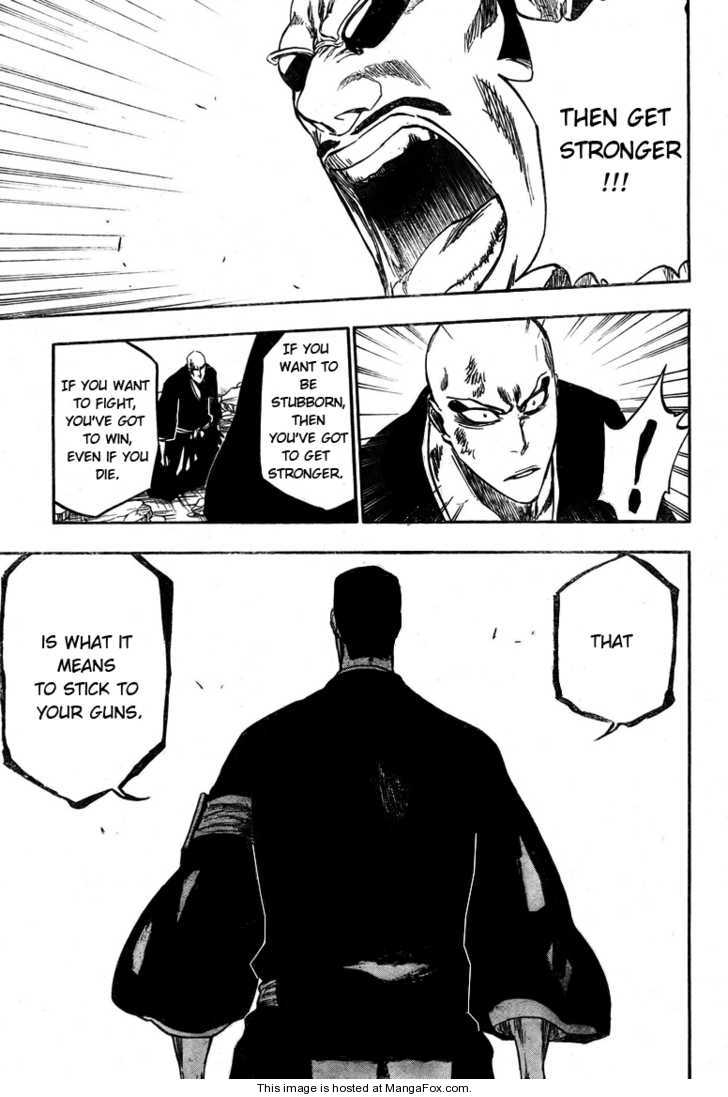 THEN GET
STRONGER
!!!
!
IF YOU
WANT TO
BE
STUBBORN,
THEN
YOU'VE GOT
TO GET
STRONGER.
IF YOU WANT
TO FIGHT,
YOU'VE GOT
TO WIN,
EVEN IF YOU
DIE.
THAT
IS WHAT IT
MEANS
TO STICK TO
YOUR GUNS.
This image is hosted at MangaFox.com.